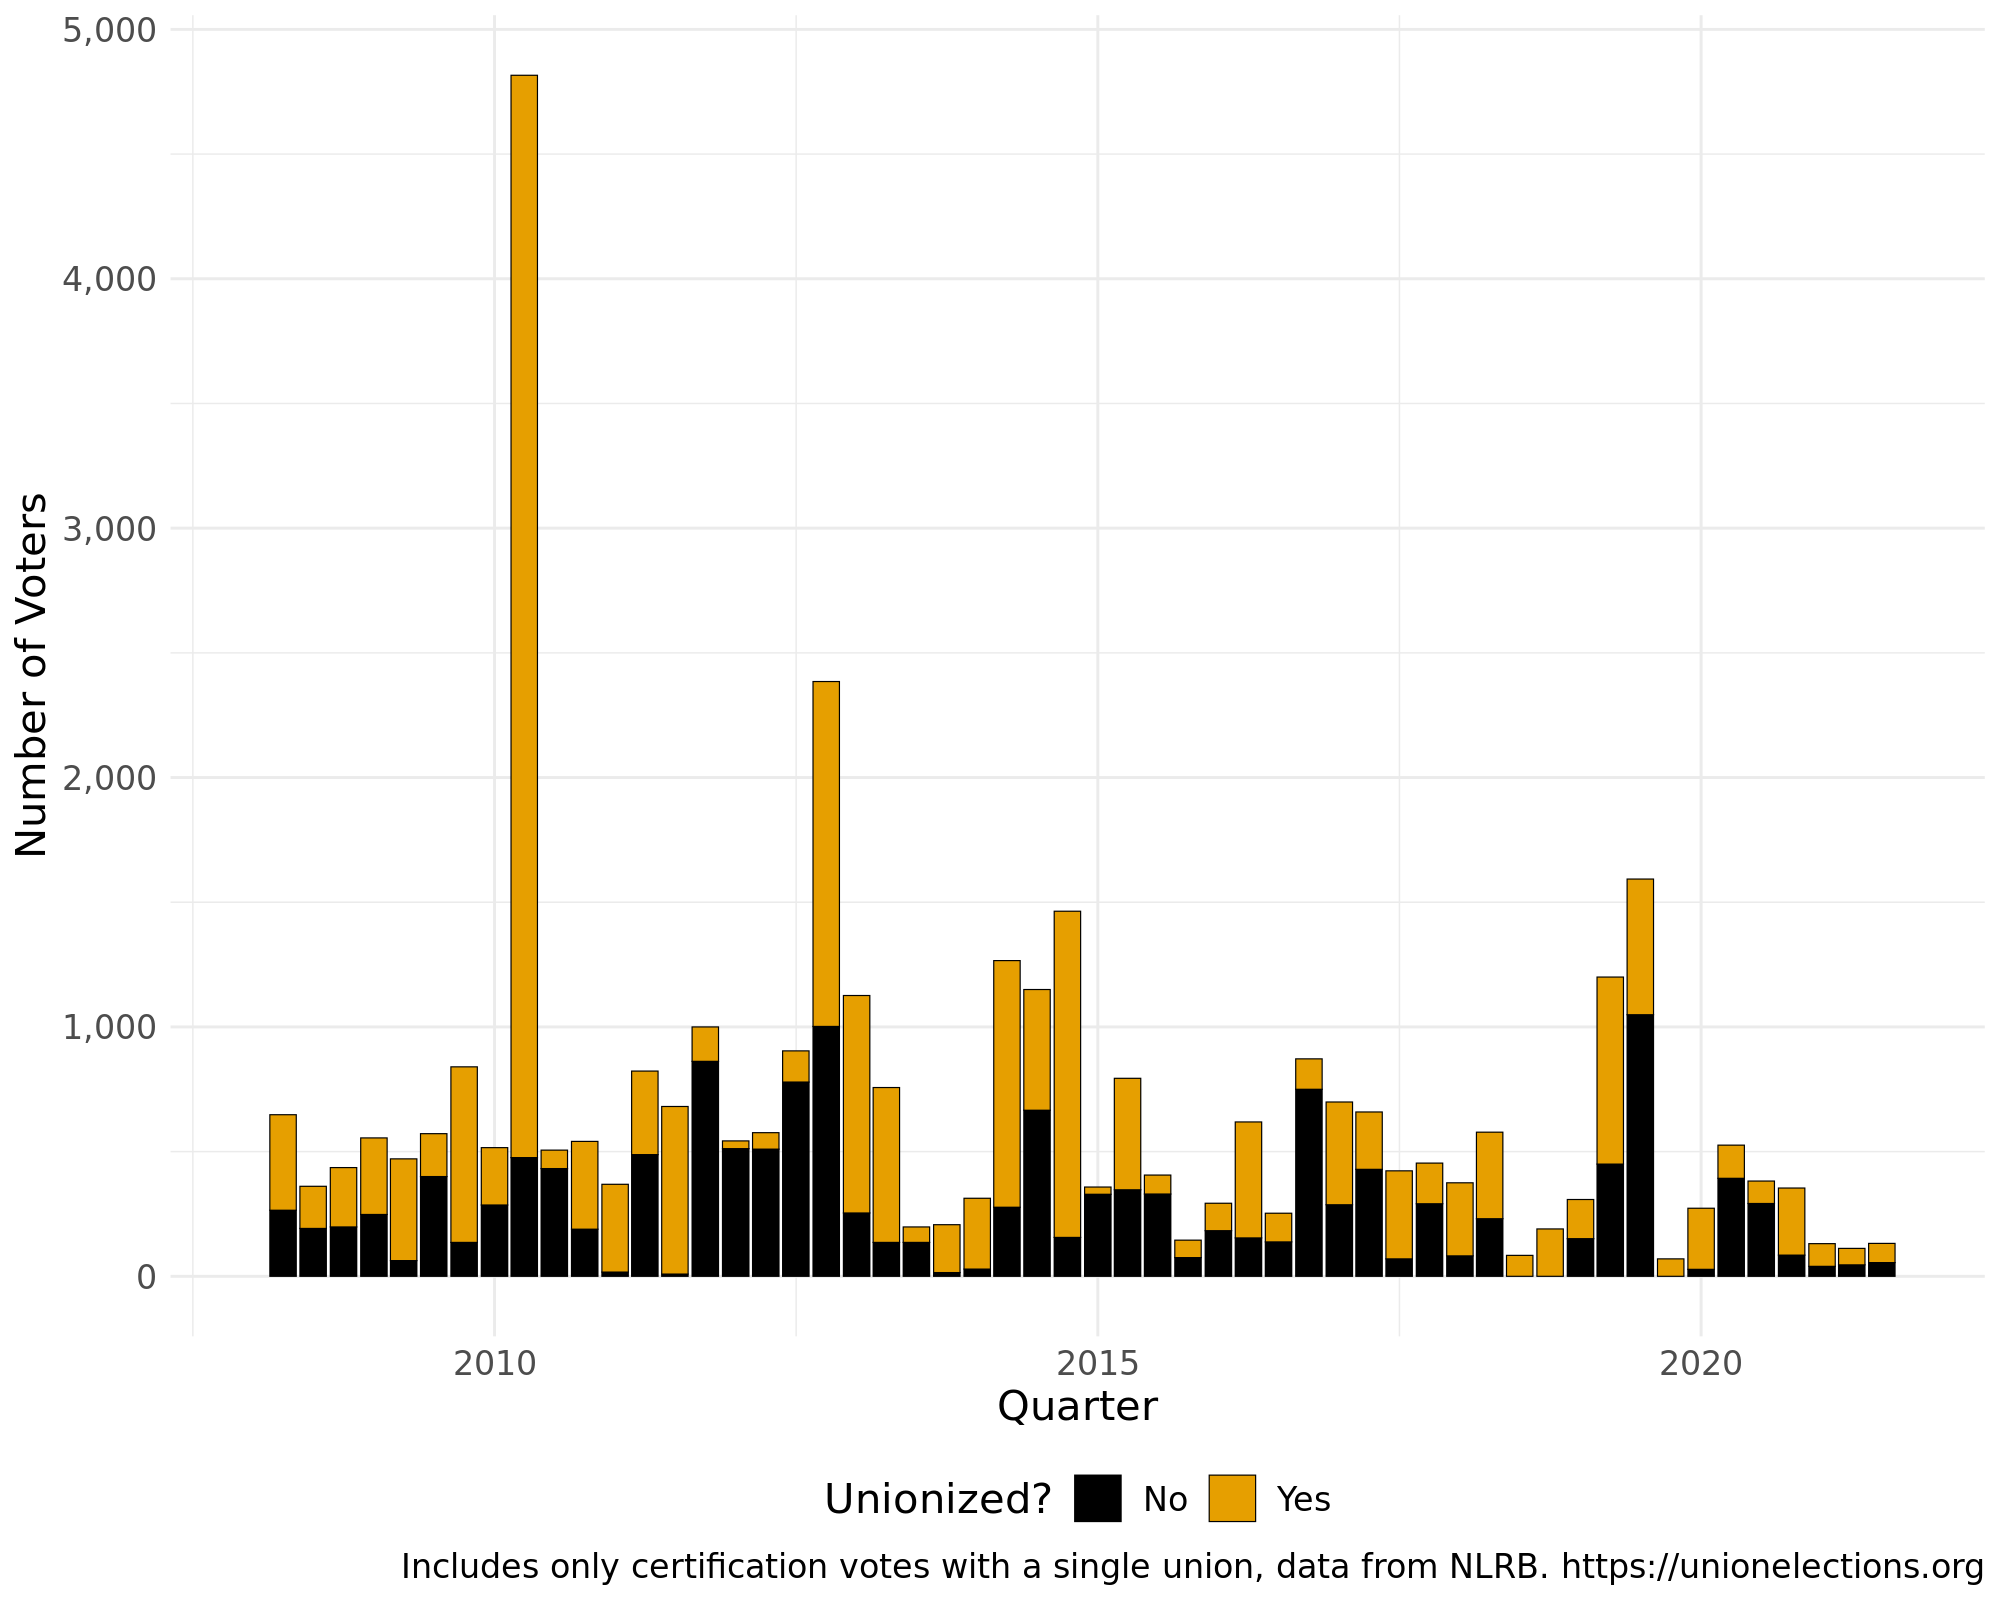 5,000
4,000
3,000
2,000
1,000
0
Number of Voters
2010 2015 2020
Quarter
Unionized? No Yes
Includes only certification votes with a single union, data from NLRB. https://unionelections.org